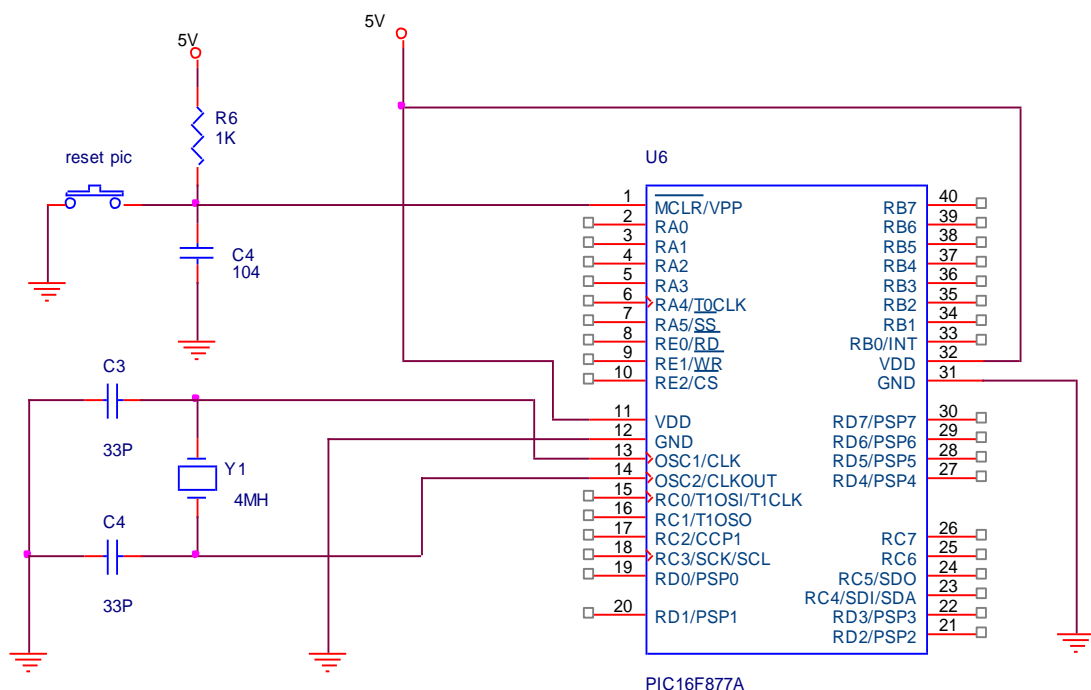 5V
5V
R6
1K
reset pic
C4
104
C3
33P
Y1
4MH
C4
33P
U6
1 MCLR/VPP
2 RA0
3 RA1
4 RA2
5 RA3
6 RA4/T0CLK
7 RA5/SS
8 RE0/RD
9 RE1/WR
10 RE2/CS
11 VDD
12 GND
13 OSC1/CLK
14 OSC2/CLKOUT
15 RC0/T1OSI/T1CLK
16 RC1/T1OSO
17 RC2/CCP1
18 RC3/SCK/SCL
19 RD0/PSP0
20 RD1/PSP1
RB7 40
RB6 39
RB5 38
RB4 37
RB3 36
RB2 35
RB1 34
RB0/INT 33
VDD 32
GND 31
RD7/PSP7 30
RD6/PSP6 29
RD5/PSP5 28
RD4/PSP4 27
RC7 26
RC6 25
RC5/SDO 24
RC4/SDI/SDA 23
RD3/PSP3 22
RD2/PSP2 21
PIC16F877A